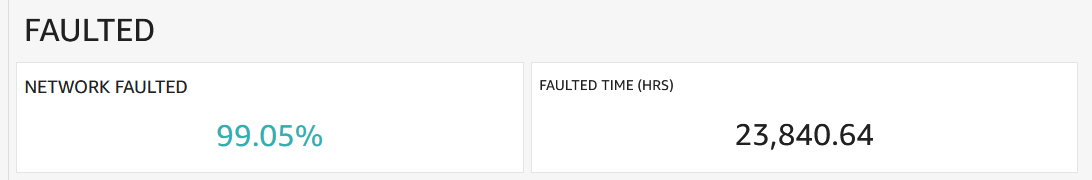 FAULTED
NETWORK FAULTED
99.05%
FAULTED TIME (HRS)
23,840.64